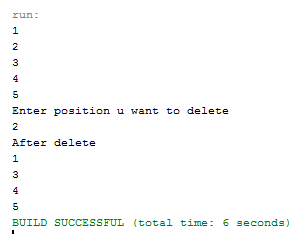 run:
1
2
3
4
5
Enter position u want to delete
2
After delete
1
3
4
5
BUILD SUCCESSFUL (total time: 6 seconds)